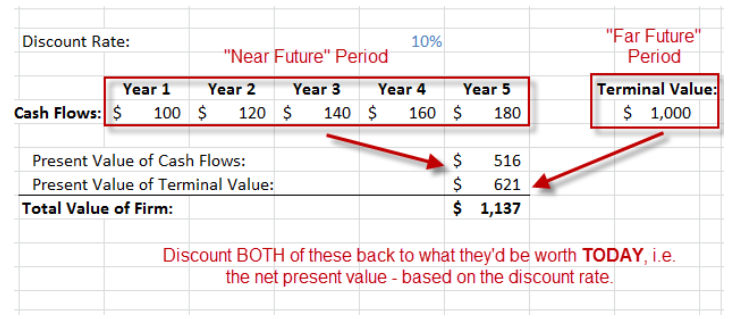 Discount Rate: 10%
"Near Future" Period
"Far Future"
Period
Year 1 Year 2 Year 3 Year 4 Year 5 Terminal Value:
Cash Flows: $ 100 $ 120 $ 140 $ 160 $ 180 $ 1,000
Present Value of Cash Flows: $ 516
Present Value of Terminal Value: $ 621
Total Value of Firm: $ 1,137
Discount BOTH of these back to what they'd be worth TODAY, i.e.
the net present value - based on the discount rate.